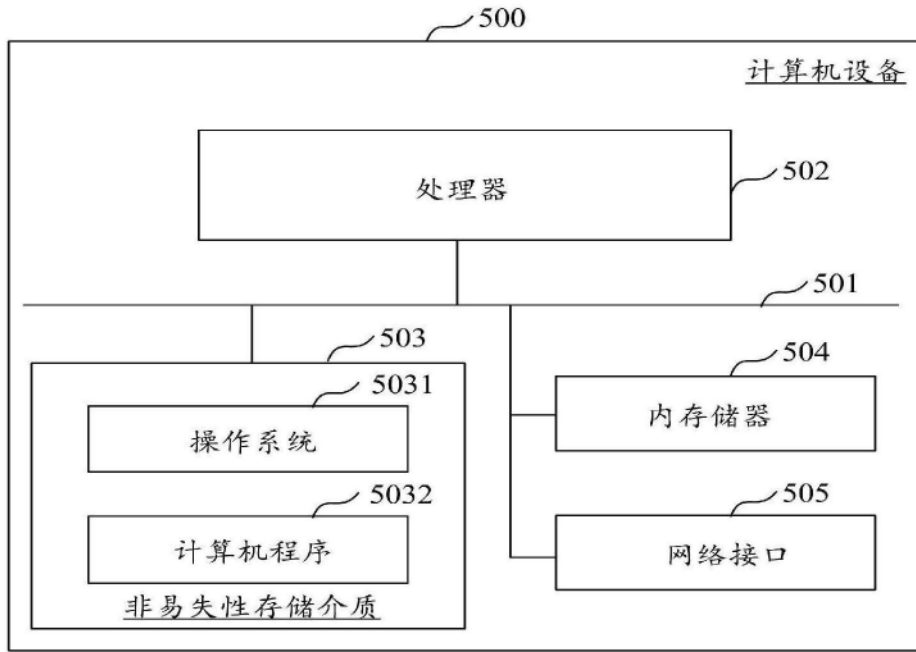 500
计算机设备
处理器
502
501
503
5031
操作系统
5032
计算机程序
非易失性存储介质
504
内存储器
505
网络接口